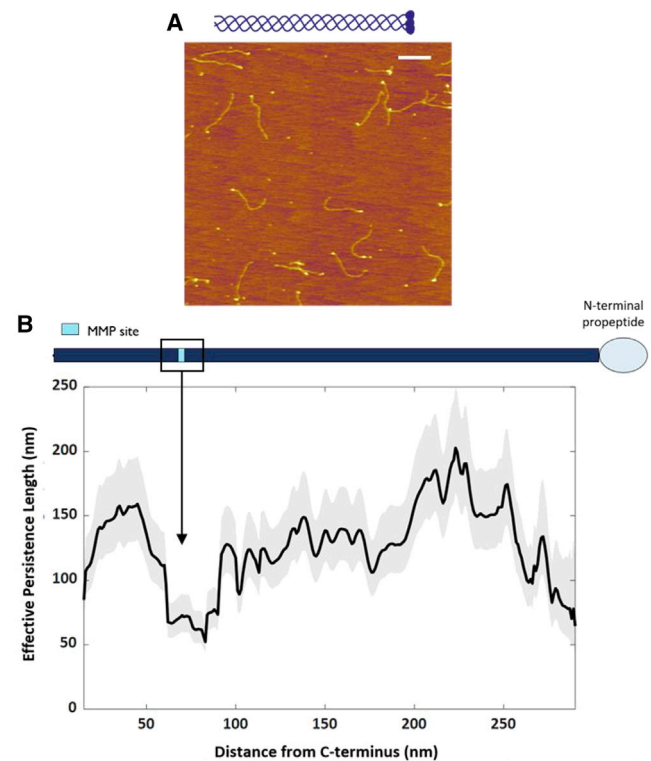 A
B
MMP site
N-terminal
propeptide
250
200
150
100
50
0
Effective Persistence Length (nm)
50
100
150
200
250
Distance from C-terminus (nm)